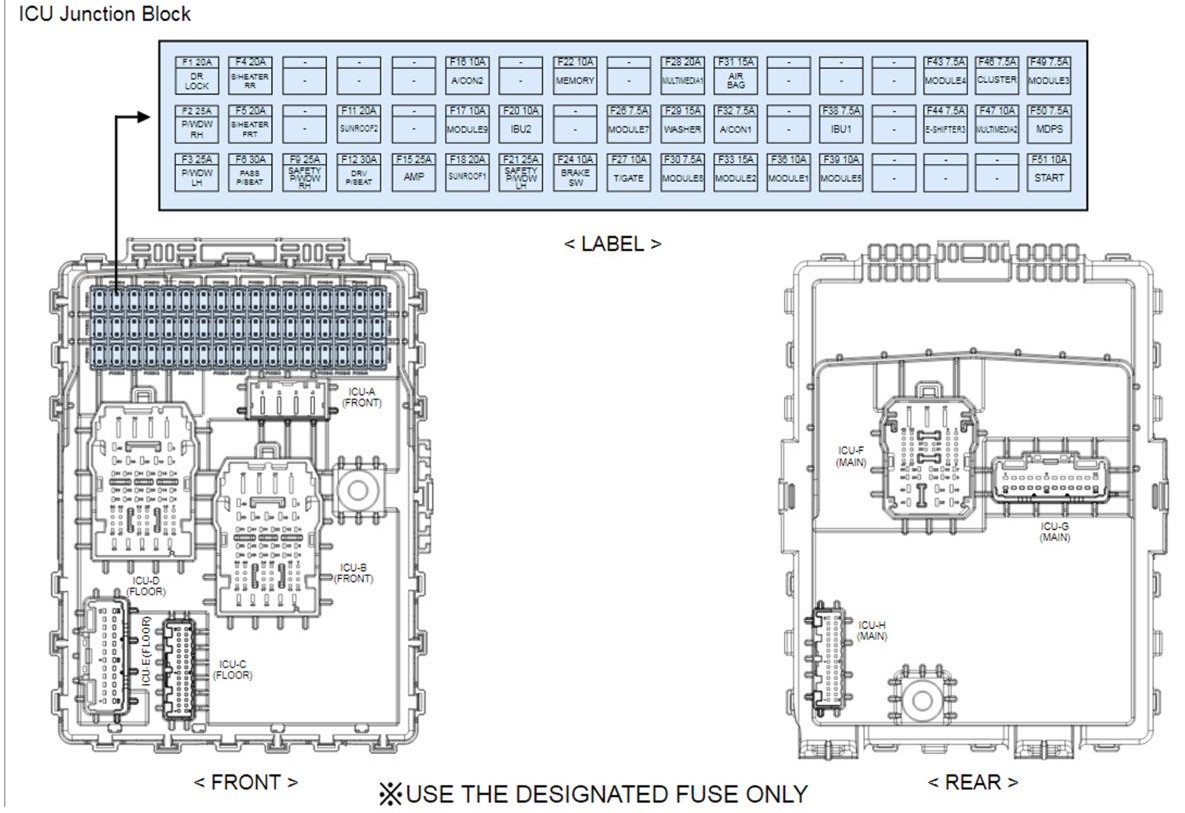 ICU Junction Block
F1 20A
DR
LOCK
F4 20A
S/HEATER
RR
-
-
-
-
-
-
F16 10A
A/CON2
-
-
F22 10A
MEMORY
-
-
F28 20A
MULTIMEDIA1
F31 15A
AIR
BAG
-
-
-
-
-
-
F43 7.5A
MODULE4
F46 7.5A
CLUSTER
F49 7.5A
MODULE3
F2 25A
P/WDW
RH
F5 20A
S/HEATER
FRT
-
-
F11 20A
SUNROOF2
-
-
F17 10A
MODULE9
F20 10A
IBU2
-
-
F26 7.5A
MODULE7
F29 15A
WASHER
F32 7.5A
A/CON1
-
-
F38 7.5A
IBU1
-
-
F44 7.5A
E-SHIFTER3
F47 10A
MULTIMEDIA2
F50 7.5A
MDPS
F3 25A
P/WDW
LH
F6 30A
PASS
P/SEAT
F9 25A
SAFETY
P/WDW
RH
F12 30A
DRV
P/SEAT
F15 25A
AMP
F18 20A
SUNROOF1
F21 25A
SAFETY
P/WDW
LH
F24 10A
BRAKE
SW
F27 10A
T/GATE
F30 7.5A
MODULE8
F33 15A
MODULE2
F36 10A
MODULE1
F39 10A
MODULE5
-
-
-
-
-
-
F51 10A
START
< LABEL >
ICU-A
(FRONT)
ICU-D
(FLOOR)
ICU-B
(FRONT)
ICU-E(FLOOR)
ICU-C
(FLOOR)
ICU-F
(MAIN)
ICU-G
(MAIN)
ICU-H
(MAIN)
< FRONT >
< REAR >
※USE THE DESIGNATED FUSE ONLY